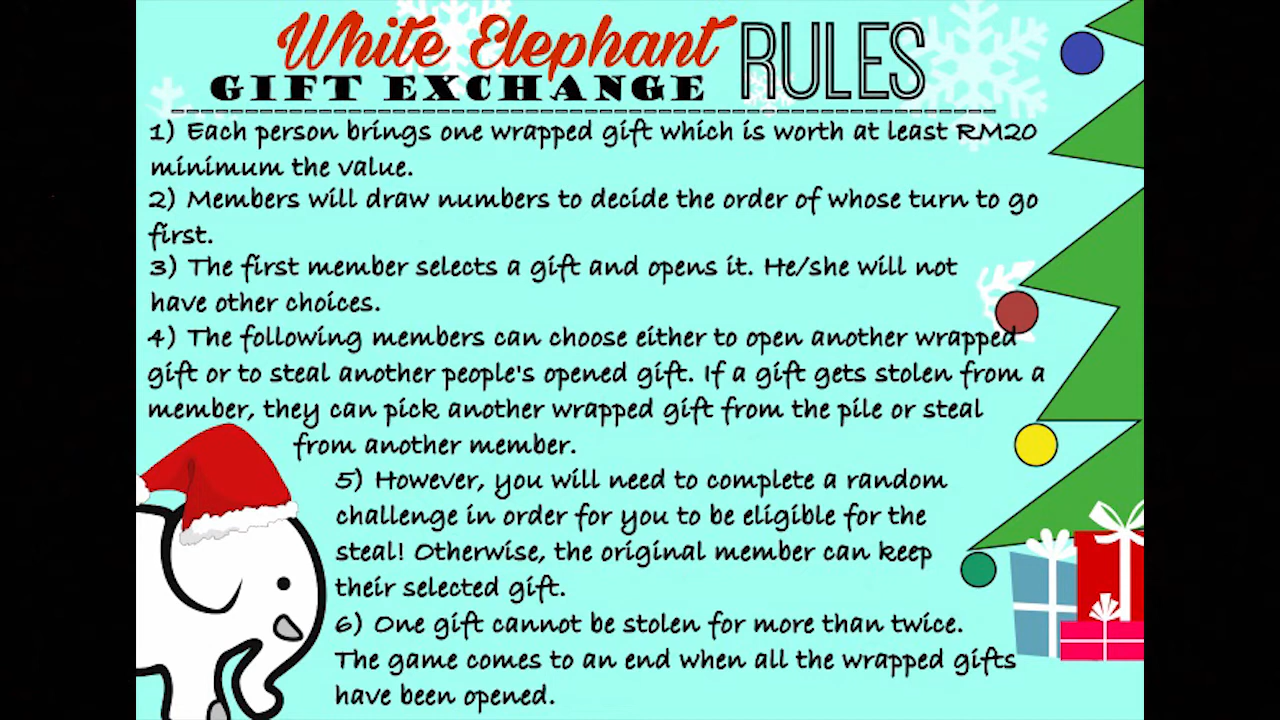 White Elephant RULES
GIFT EXCHANGE
1) Each person brings one wrapped gift which is worth at least RM20
minimum the value.
2) Members will draw numbers to decide the order of whose turn to go
first.
3) The first member selects a gift and opens it. He/she will not
have other choices.
4) The following members can choose either to open another wrapped
gift or to steal another people's opened gift. If a gift gets stolen from a
member, they can pick another wrapped gift from the pile or steal
from another member.
5) However, you will need to complete a random
challenge in order for you to be eligible for the
steal! Otherwise, the original member can keep
their selected gift.
6) One gift cannot be stolen for more than twice.
The game comes to an end when all the wrapped gifts
have been opened.